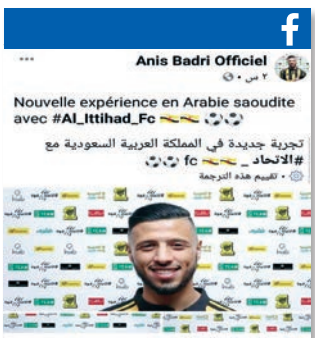 f
Anis Badri Officiel
٢ س ·
Nouvelle expérience en Arabie saoudite
avec #Al_Ittihad_Fc
تجربة جديدة في المملكة العربية السعودية مع
#الاتحاد _ fc
تقييم هذه الترجمة ·